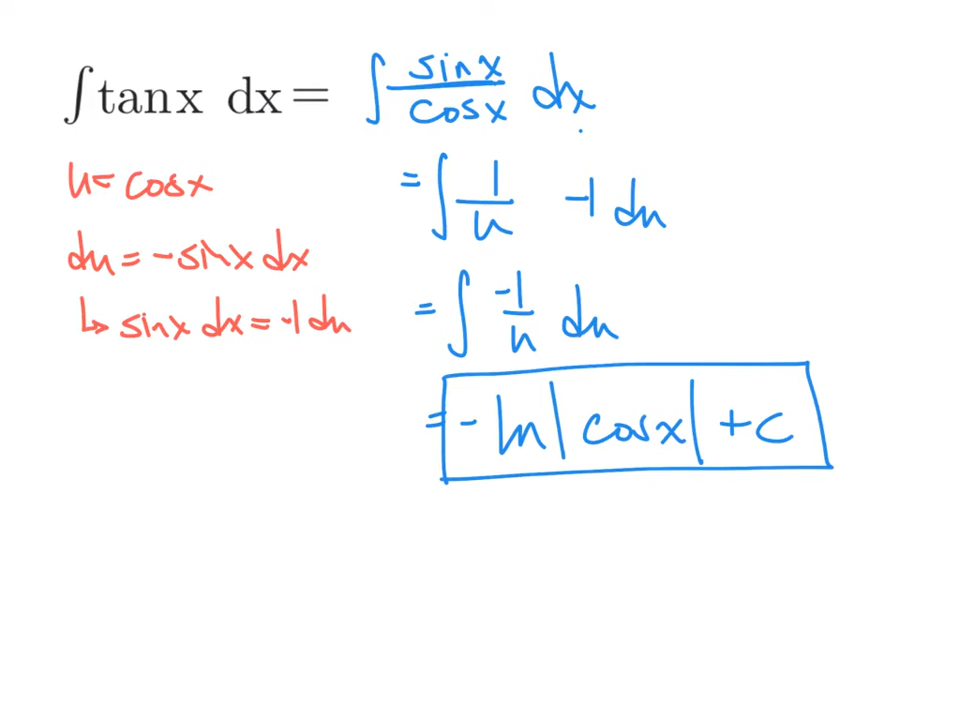 ∫ tan x dx = ∫ sinx/cosx dx
u = cosx
= ∫ 1/u -1 du
du = -sinx dx
↳ sinx dx = -1 du
= ∫ -1/u du
= -ln|cosx| + c